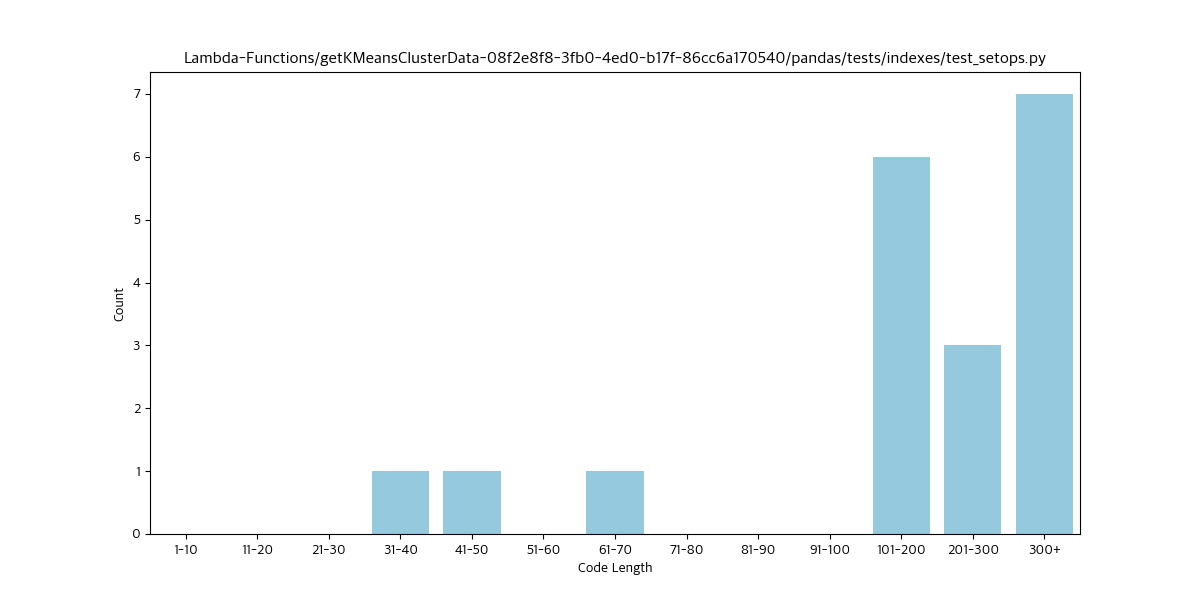 Lambda-Functions/getKMeansClusterData-08f2e8f8-3fb0-4ed0-b17f-86cc6a170540/pandas/tests/indexes/test_setops.py
7
6
5
4
3
2
1
0
Count
1-10 11-20 21-30 31-40 41-50 51-60 61-70 71-80 81-90 91-100 101-200 201-300 300+
Code Length